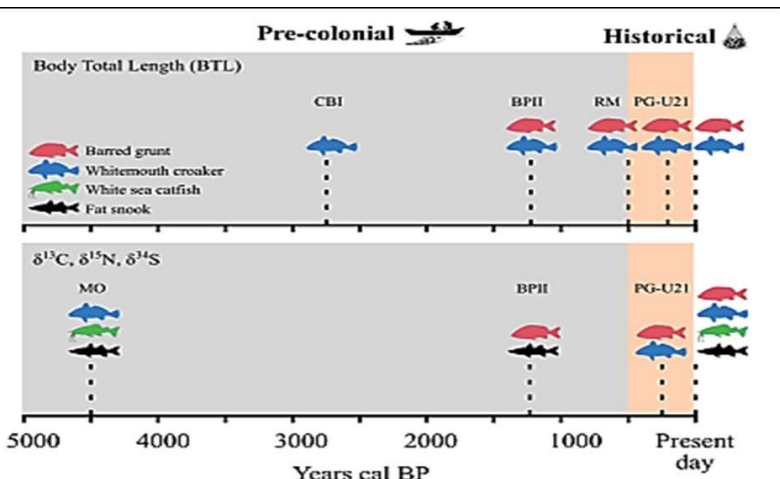 Pre-colonial Historical
Body Total Length (BTL)
CBI BPII RM PG-U21
Barred grunt
Whitemouth croaker
White sea catfish
Fat snook
δ¹³C, δ¹⁵N, δ³⁴S
MO BPII PG-U21
5000 4000 3000 2000 1000 Present
day
Years cal BP